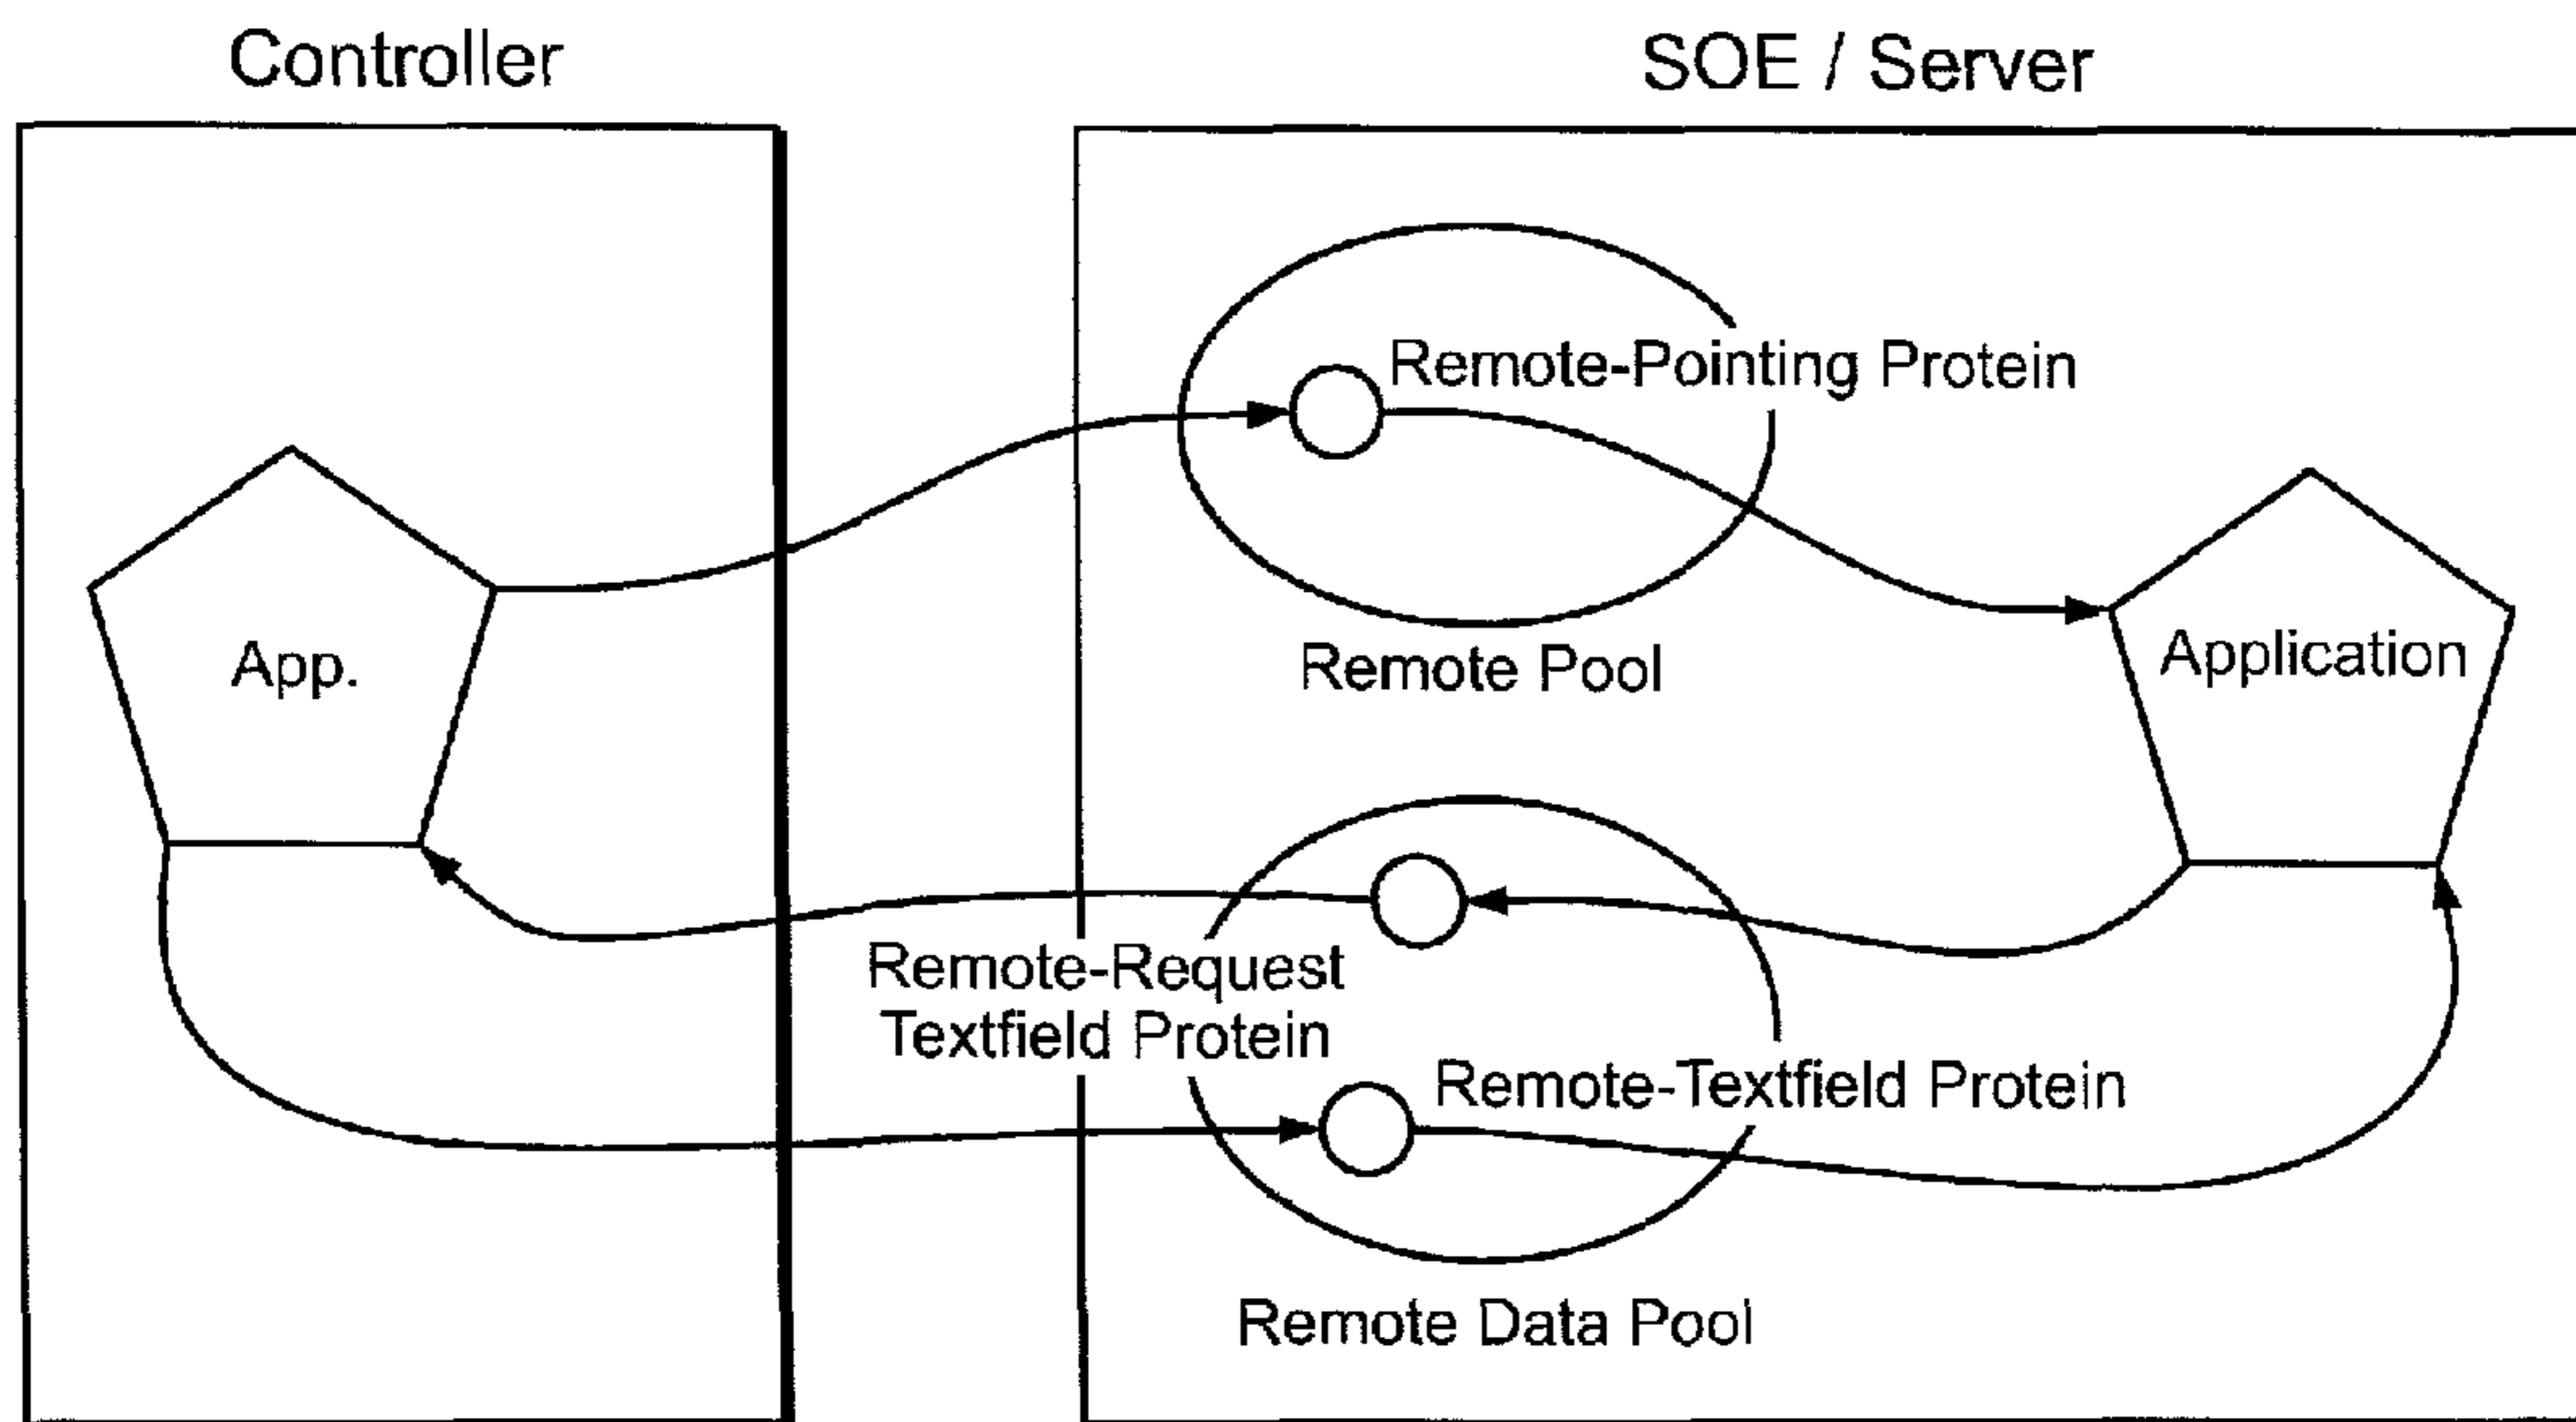 Controller
SOE / Server
Remote-Pointing Protein
App.
Application
Remote Pool
Remote-Request
Textfield Protein
Remote-Textfield Protein
Remote Data Pool